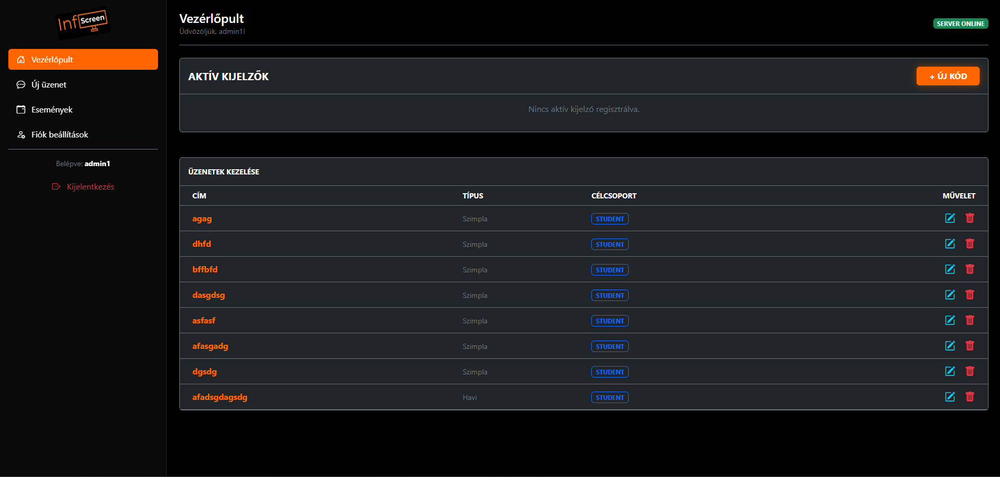 Inf Screen
Vezérlőpult
Új üzenet
Események
Fiók beállítások
Belépve: admin1
Kijelentkezés
Vezérlőpult
Üdvözöljük, admin1!
SERVER ONLINE
AKTÍV KIJELZŐK
+ ÚJ KÓD
Nincs aktív kijelző regisztrálva.
ÜZENETEK KEZELÉSE
CÍM TÍPUS CÉLCSOPORT MŰVELET
agag Szimpla STUDENT
dhfd Szimpla STUDENT
bffbfd Szimpla STUDENT
dasgdsg Szimpla STUDENT
asfasf Szimpla STUDENT
afasgadg Szimpla STUDENT
dgsdg Szimpla STUDENT
afadsgdagsdg Havi STUDENT